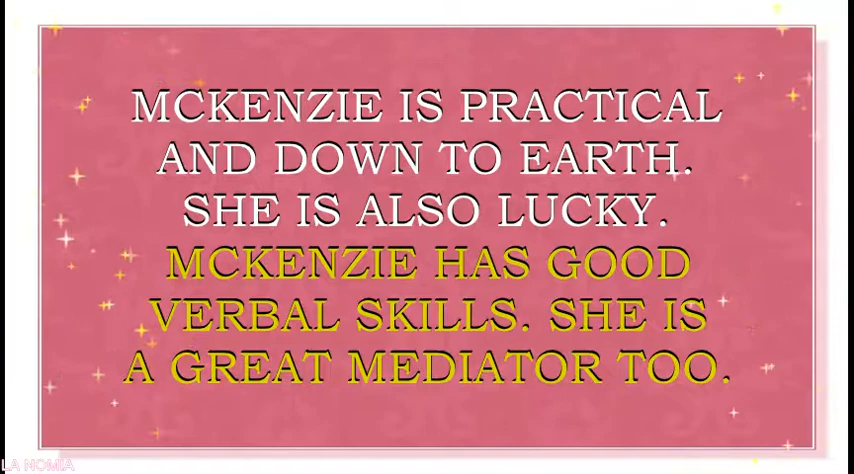 MCKENZIE IS PRACTICAL
AND DOWN TO EARTH.
SHE IS ALSO LUCKY.
MCKENZIE HAS GOOD
VERBAL SKILLS. SHE IS
A GREAT MEDIATOR TOO.
LA NOMIA